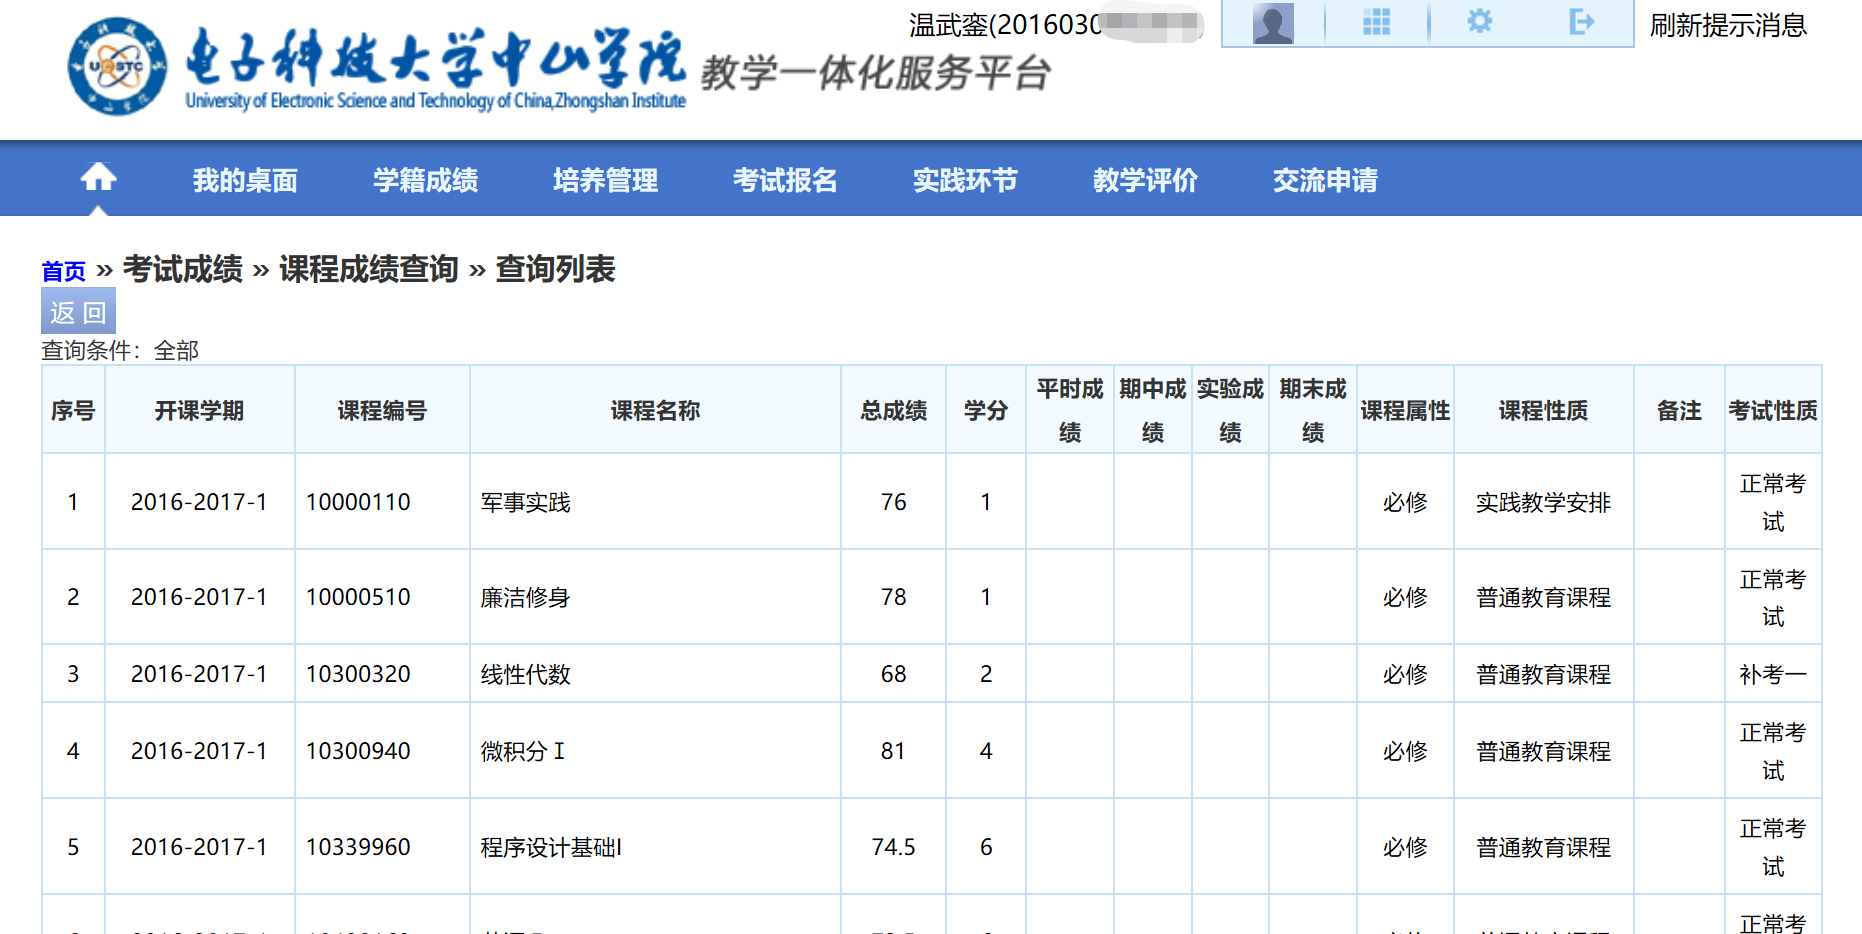 温武銮(2016030
刷新提示消息
UESTC
电子科技大学中山学院
教学一体化服务平台
University of Electronic Science and Technology of China,Zhongshan Institute
我的桌面 学籍成绩 培养管理 考试报名 实践环节 教学评价 交流申请
首页 » 考试成绩 » 课程成绩查询 » 查询列表
返 回
查询条件：全部
序号 开课学期 课程编号 课程名称 总成绩 学分 平时成绩 期中成绩 实验成绩 期末成绩 课程属性 课程性质 备注 考试性质
1 2016-2017-1 10000110 军事实践 76 1 必修 实践教学安排 正常考试
2 2016-2017-1 10000510 廉洁修身 78 1 必修 普通教育课程 正常考试
3 2016-2017-1 10300320 线性代数 68 2 必修 普通教育课程 补考一
4 2016-2017-1 10300940 微积分Ⅰ 81 4 必修 普通教育课程 正常考试
5 2016-2017-1 10339960 程序设计基础I 74.5 6 必修 普通教育课程 正常考试
正常考